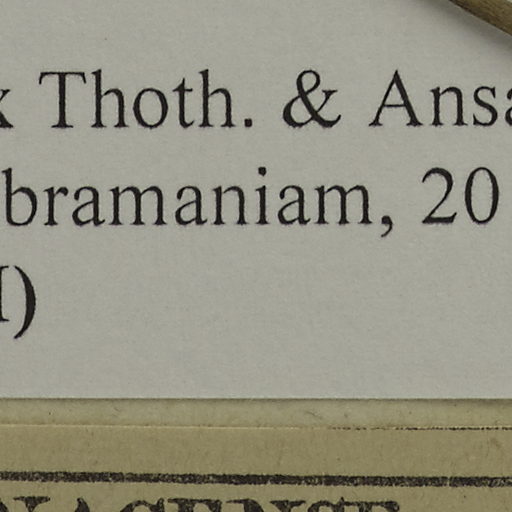 Thoth. & Ansa
bramaniam, 20
)